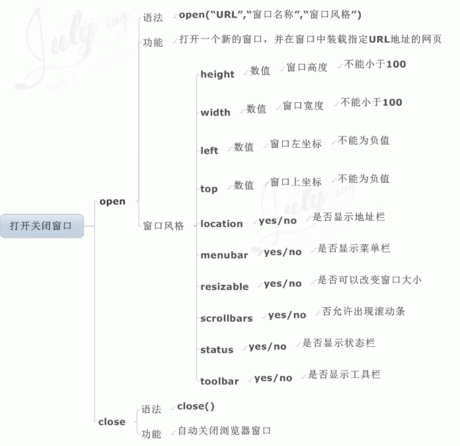 打开关闭窗口
open
语法 open(“URL”,“窗口名称”,“窗口风格”)
功能 打开一个新的窗口，并在窗口中装载指定URL地址的网页
窗口风格
height 数值 窗口高度 不能小于100
width 数值 窗口宽度 不能小于100
left 数值 窗口左坐标 不能为负值
top 数值 窗口上坐标 不能为负值
location yes/no 是否显示地址栏
menubar yes/no 是否显示菜单栏
resizable yes/no 是否可以改变窗口大小
scrollbars yes/no 否允许出现滚动条
status yes/no 是否显示状态栏
toolbar yes/no 是否显示工具栏
close
语法 close()
功能 自动关闭浏览器窗口